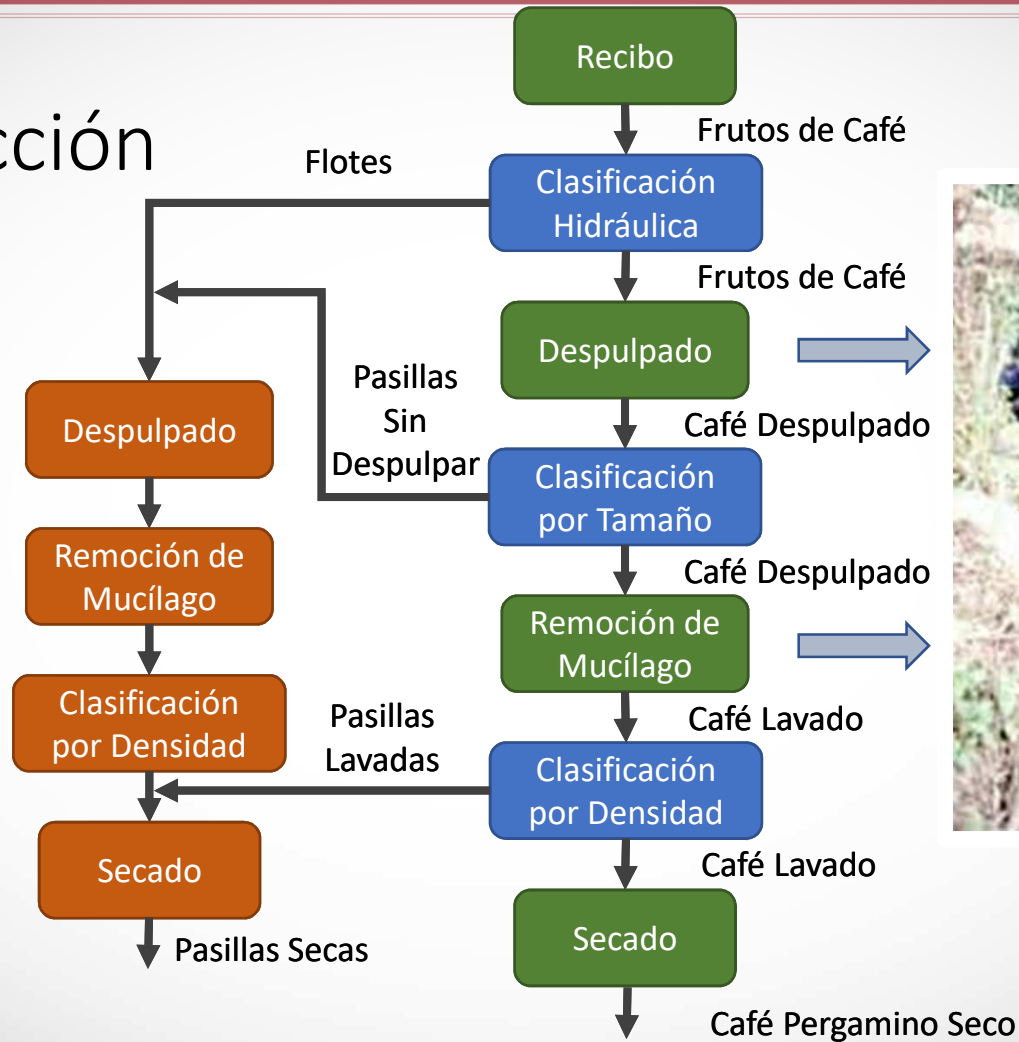 Recibo
cción
Frutos de Café
Flotes
Clasificación
Hidráulica
Frutos de Café
Despulpado
Pasillas
Sin
Despulpar
Café Despulpado
Despulpado
Clasificación
por Tamaño
Remoción de
Mucílago
Café Despulpado
Remoción de
Mucílago
Clasificación
por Densidad
Pasillas
Lavadas
Café Lavado
Clasificación
por Densidad
Secado
Café Lavado
Pasillas Secas
Secado
Café Pergamino Seco